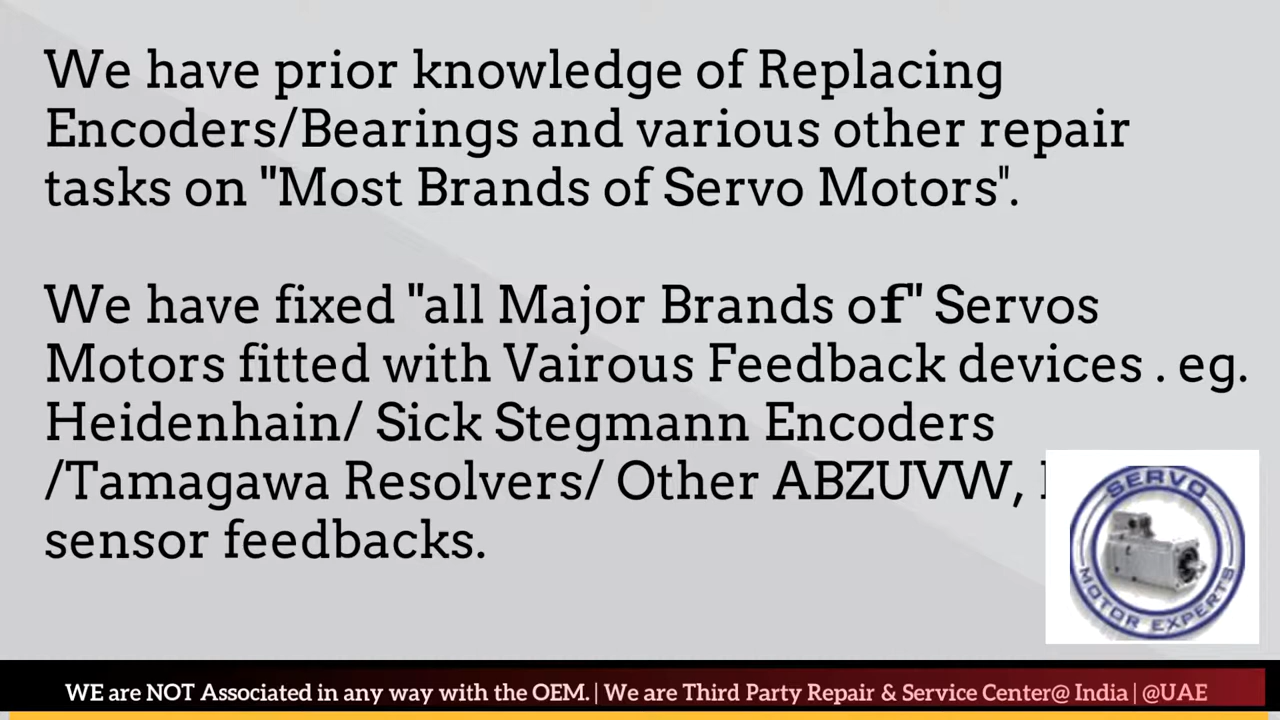 We have prior knowledge of Replacing
Encoders/Bearings and various other repair
tasks on "Most Brands of Servo Motors".
We have fixed "all Major Brands of" Servos
Motors fitted with Vairous Feedback devices . eg.
Heidenhain/ Sick Stegmann Encoders
/Tamagawa Resolvers/ Other ABZUVW,
sensor feedbacks.
SERVO
MOTOR EXPERTS
WE are NOT Associated in any way with the OEM. | We are Third Party Repair & Service Center@ India | @UAE